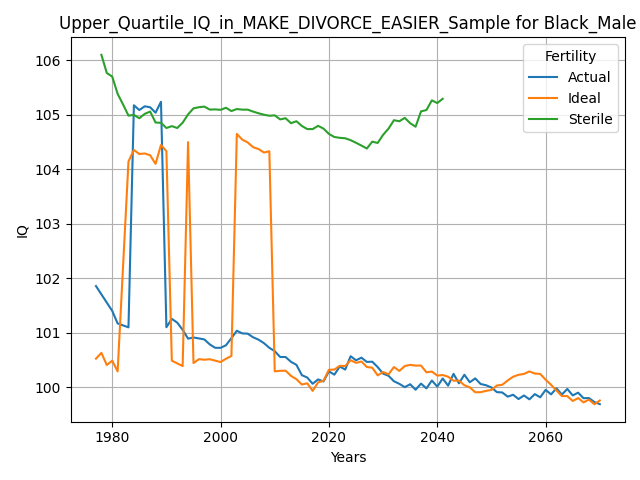 Upper_Quartile_IQ_in_MAKE_DIVORCE_EASIER_Sample for Black_Male
106
105
104
103
102
101
100
IQ
1980
2000
2020
2040
2060
Years
Fertility
Actual
Ideal
Sterile